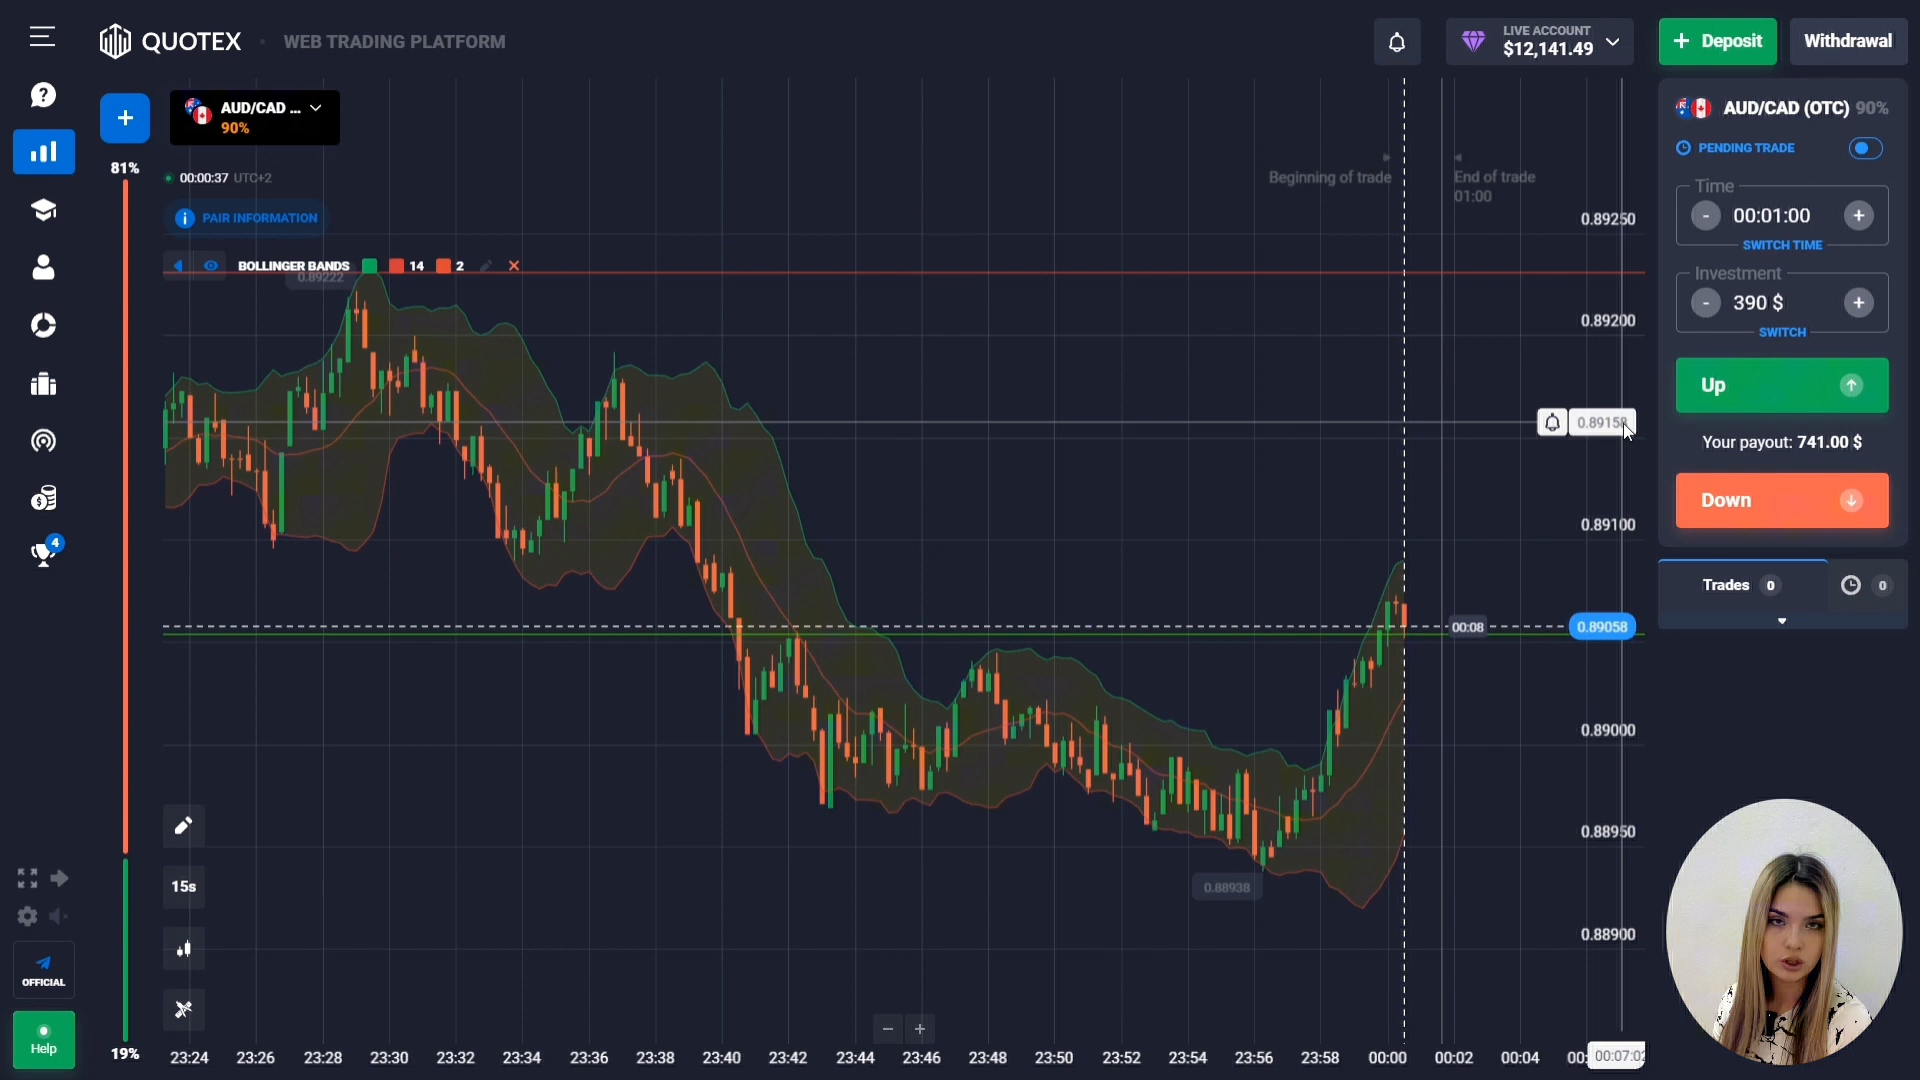 QUOTEX
WEB TRADING PLATFORM
LIVE ACCOUNT
$12,141.49
+ Deposit
Withdrawal
AUD/CAD ...
90%
81%
00:00:37 UTC+2
PAIR INFORMATION
BOLLINGER BANDS 14 2
0.89222
Beginning of trade
End of trade
01:00
0.89250
0.89200
0.89100
00:08
0.89058
0.89000
0.88950
0.88938
0.88900
AUD/CAD (OTC) 90%
PENDING TRADE
Time
- 00:01:00 +
SWITCH TIME
Investment
- 390 $ +
SWITCH
Up
Your payout: 741.00 $
Down
Trades 0
0
4
15s
OFFICIAL
Help
19%
- +
23:24 23:26 23:28 23:30 23:32 23:34 23:36 23:38 23:40 23:42 23:44 23:46 23:48 23:50 23:52 23:54 23:56 23:58 00:00 00:02 00:04